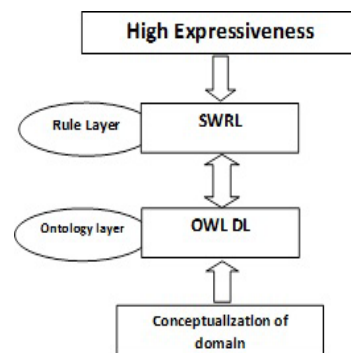 High Expressiveness
Rule Layer
SWRL
Ontology layer
OWL DL
Conceptualization of
domain